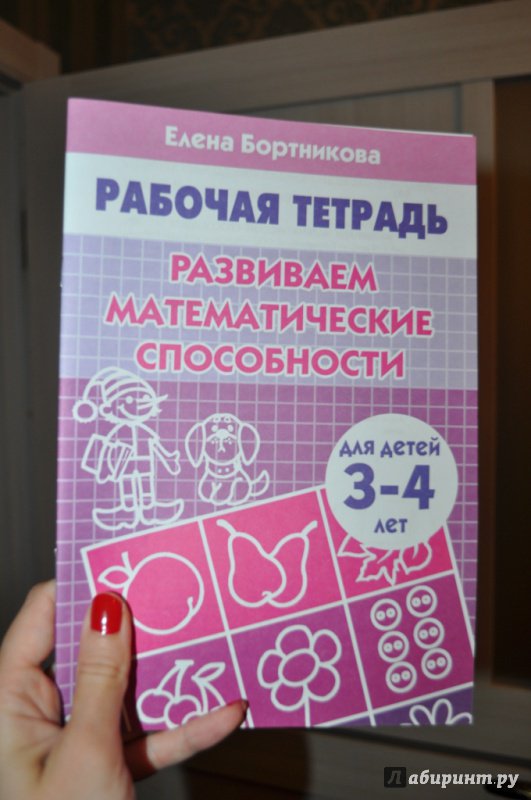 Елена Бортникова
РАБОЧАЯ ТЕТРАДЬ
РАЗВИВАЕМ
МАТЕМАТИЧЕСКИЕ
СПОСОБНОСТИ
для детей
3-4
лет
Лабиринт.ру